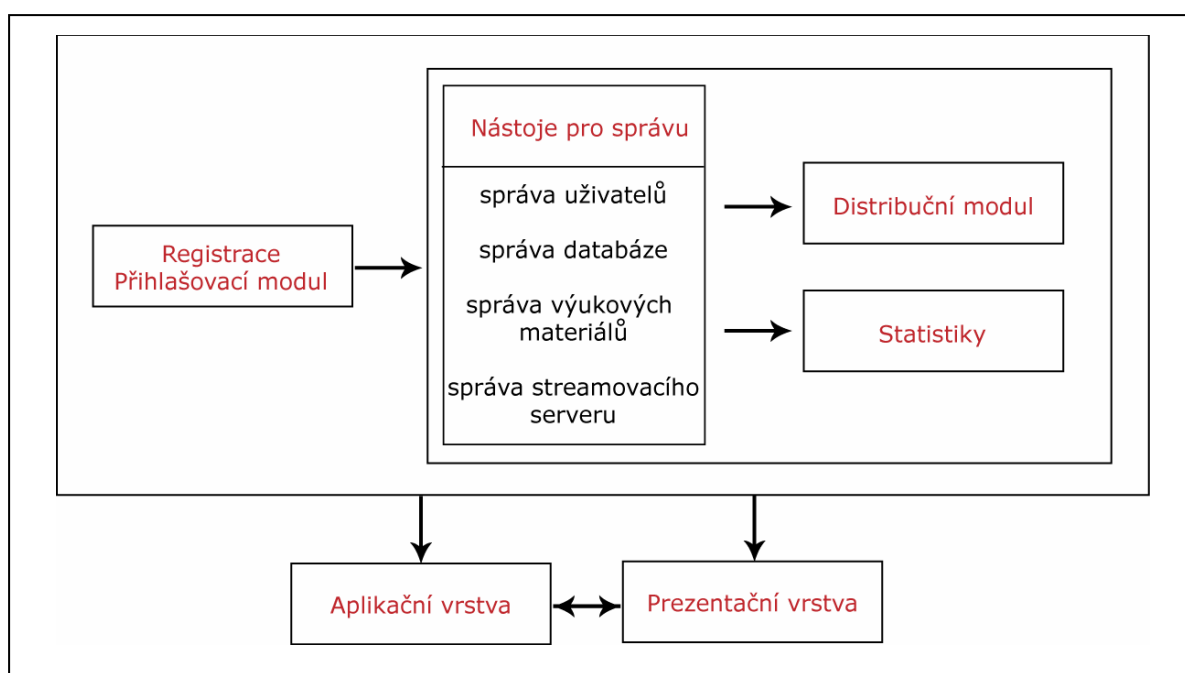 Nástoje pro správu
správa uživatelů
správa databáze
správa výukových
materiálů
správa streamovacího
serveru
Registrace
Přihlašovací modul
Distribuční modul
Statistiky
Aplikační vrstva
Prezentační vrstva